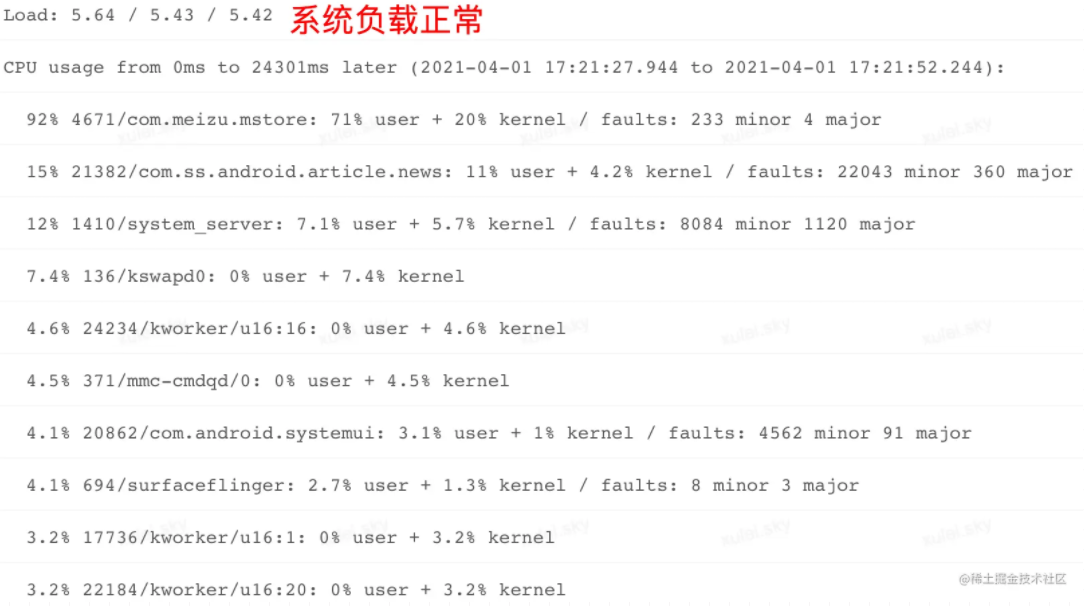 Load: 5.64 / 5.43 / 5.42 系统负载正常
CPU usage from 0ms to 24301ms later (2021-04-01 17:21:27.944 to 2021-04-01 17:21:52.244):
92% 4671/com.meizu.mstore: 71% user + 20% kernel / faults: 233 minor 4 major
15% 21382/com.ss.android.article.news: 11% user + 4.2% kernel / faults: 22043 minor 360 major
12% 1410/system_server: 7.1% user + 5.7% kernel / faults: 8084 minor 1120 major
7.4% 136/kswapd0: 0% user + 7.4% kernel
4.6% 24234/kworker/u16:16: 0% user + 4.6% kernel
4.5% 371/mmc-cmdqd/0: 0% user + 4.5% kernel
4.1% 20862/com.android.systemui: 3.1% user + 1% kernel / faults: 4562 minor 91 major
4.1% 694/surfaceflinger: 2.7% user + 1.3% kernel / faults: 8 minor 3 major
3.2% 17736/kworker/u16:1: 0% user + 3.2% kernel
3.2% 22184/kworker/u16:20: 0% user + 3.2% kernel
@稀土掘金技术社区